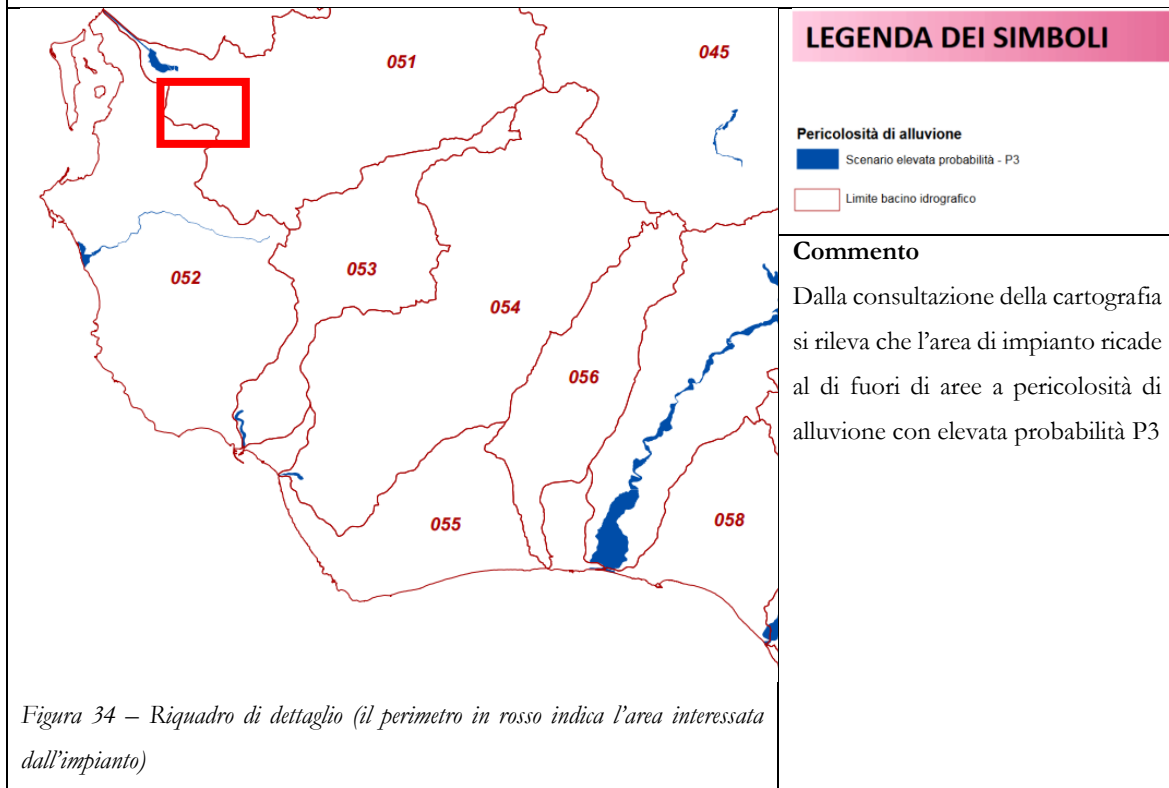 051
045
052
053
054
056
055
058
LEGENDA DEI SIMBOLI
Pericolosità di alluvione
Scenario elevata probabilità - P3
Limite bacino idrografico
Commento
Dalla consultazione della cartografia
si rileva che l’area di impianto ricade
al di fuori di aree a pericolosità di
alluvione con elevata probabilità P3
Figura 34 – Riquadro di dettaglio (il perimetro in rosso indica l’area interessata
dall’impianto)